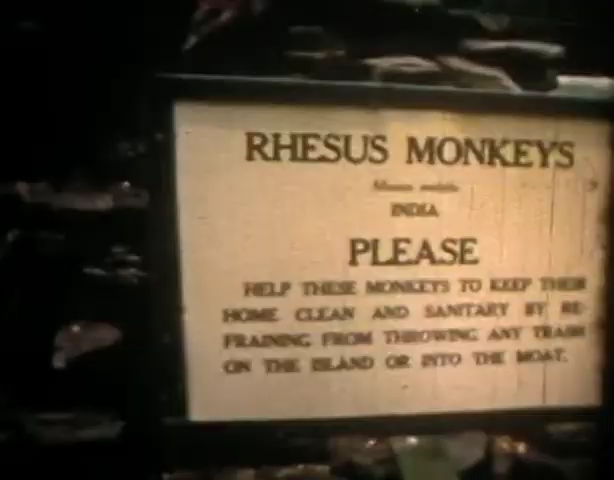 RHESUS MONKEYS
INDIA
PLEASE
HELP THESE MONKEYS TO KEEP THEIR
HOME CLEAN AND SANITARY BY RE-
FRAINING FROM THROWING ANY TRASH
ON THE ISLAND OR INTO THE MOAT.